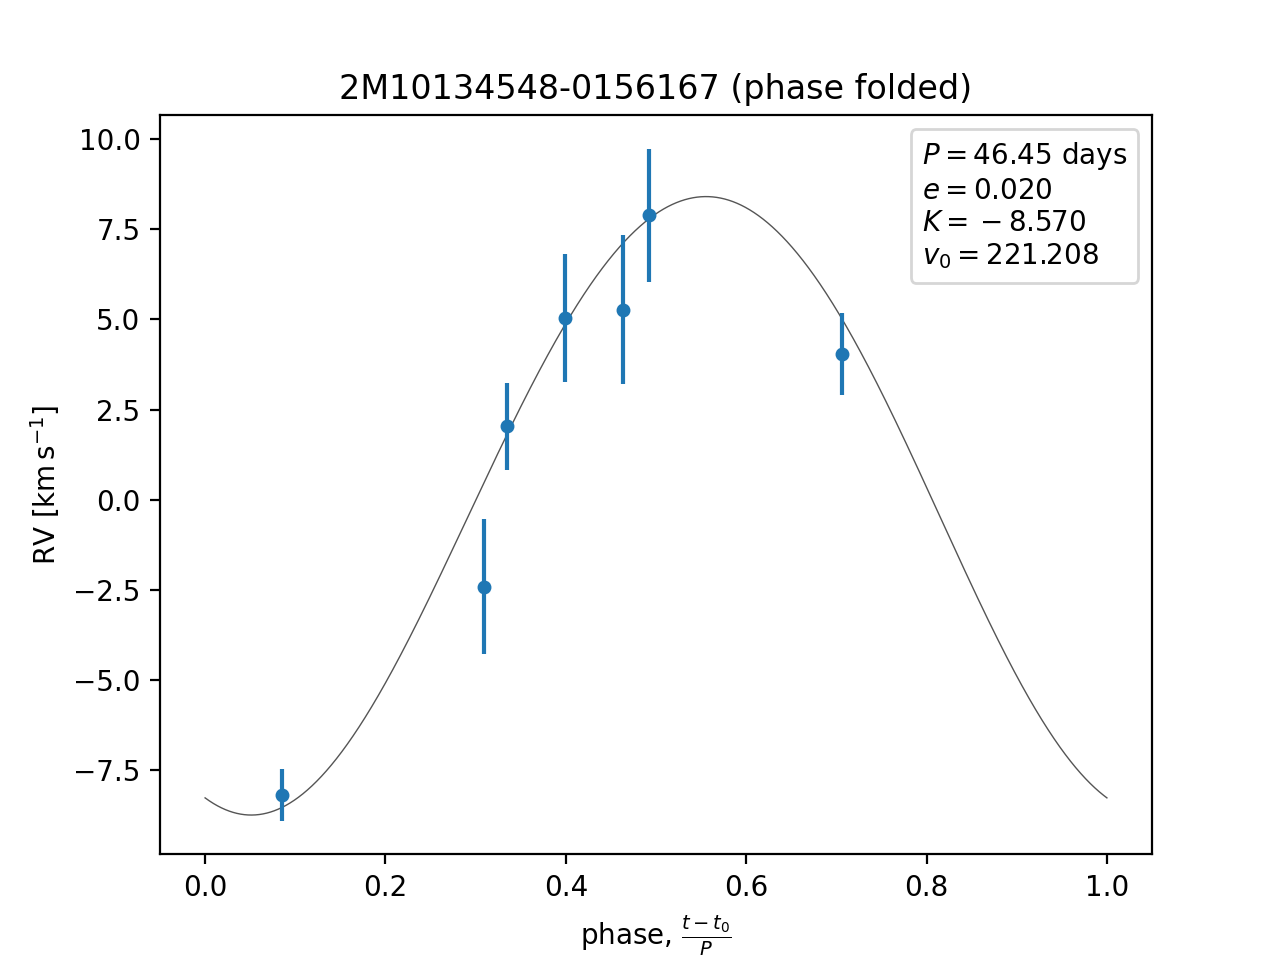 2M10134548-0156167 (phase folded)
P = 46.45 days
e = 0.020
K = −8.570
v₀ = 221.208
10.0
7.5
5.0
2.5
0.0
−2.5
−5.0
−7.5
RV [km s⁻¹]
0.0 0.2 0.4 0.6 0.8 1.0
phase, (t − t₀)/P